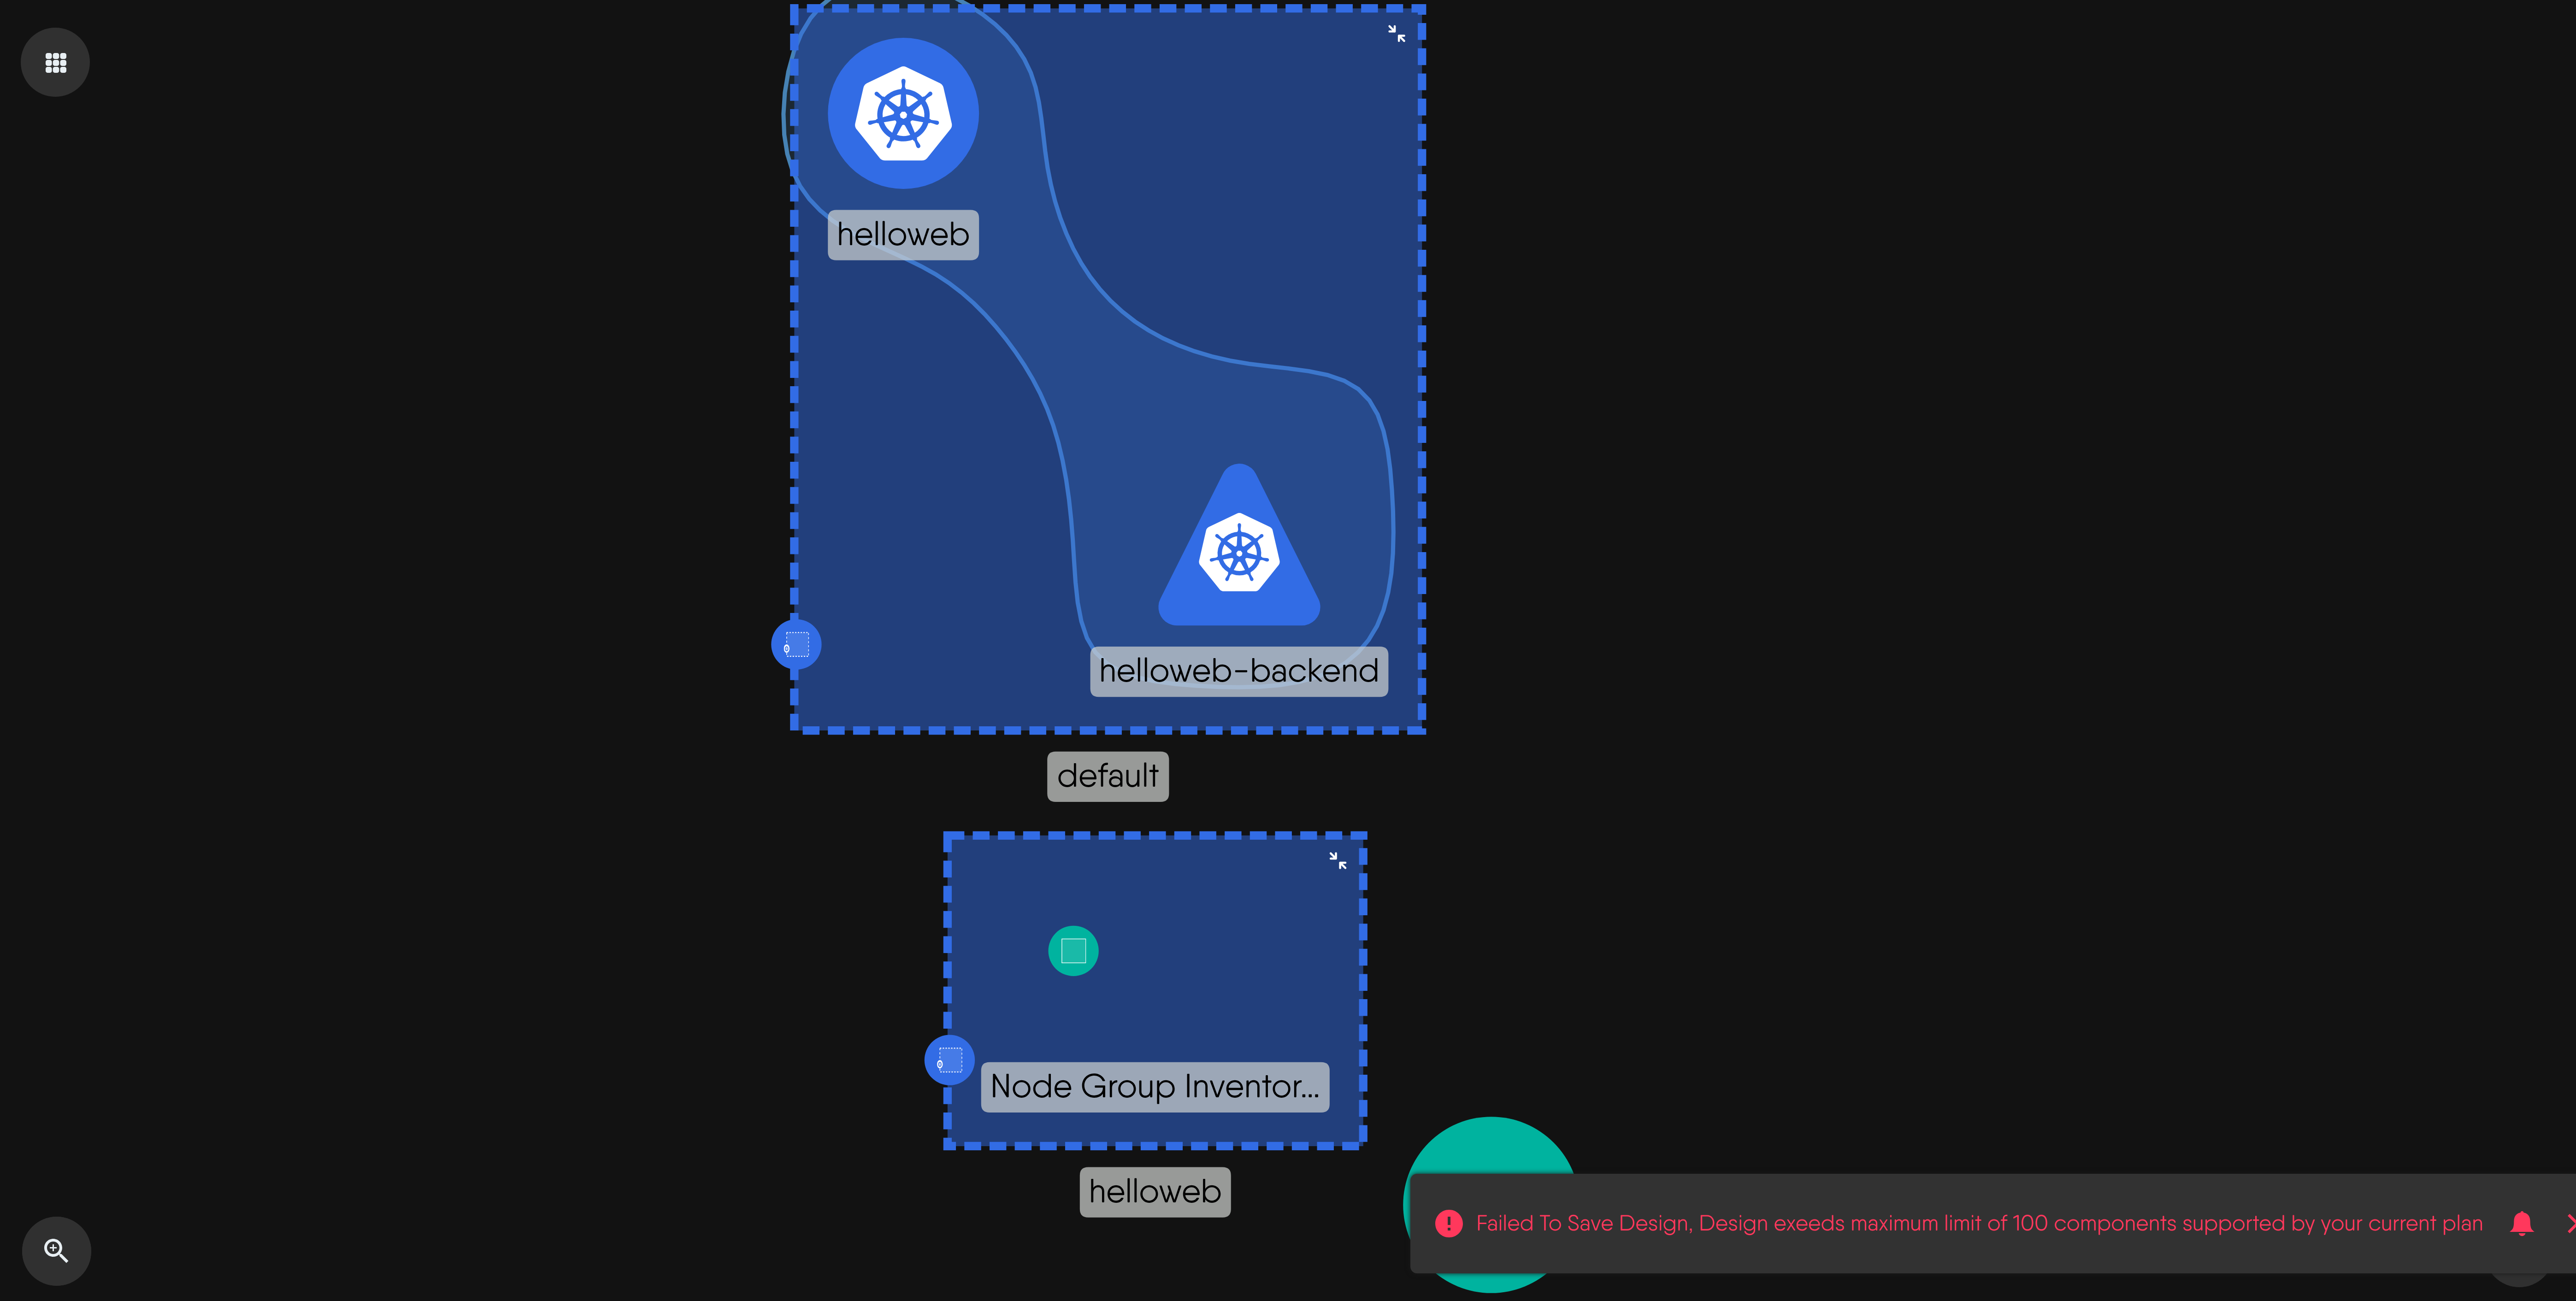 helloweb
helloweb-backend
default
Node Group Inventor...
helloweb
Failed To Save Design, Design exeeds maximum limit of 100 components supported by your current plan